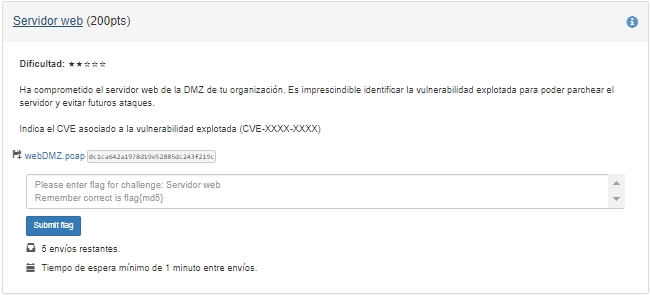 Servidor web (200pts)
Dificultad: ★★☆☆☆
Ha comprometido el servidor web de la DMZ de tu organización. Es imprescindible identificar la vulnerabilidad explotada para poder parchear el
servidor y evitar futuros ataques.
Indica el CVE asociado a la vulnerabilidad explotada (CVE-XXXX-XXXX)
webDMZ.pcap 0c1ca642a1978d19e52885dc243f219c
Please enter flag for challenge: Servidor web
Remember correct is flag{md5}
Submit flag
5 envíos restantes.
Tiempo de espera mínimo de 1 minuto entre envíos.